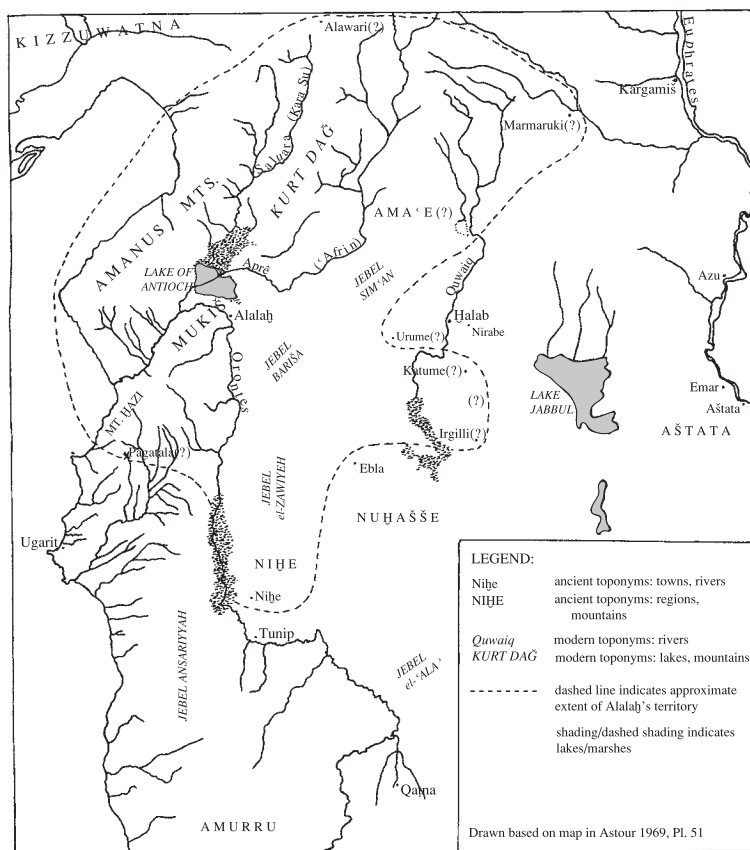 KIZZUWATNA
Alawari(?)
Euphrates
Kargamiš
Marmaruki(?)
Saluara (Kara Su)
KURT DAĞ
AMANUS MTS.
AMA‘E(?)
LAKE OF
ANTIOCH
Aprê
(‘Afrin)
JEBEL
SIM‘AN
Quwaiq
Azu
MUKIŠ
Alalaḫ
Ḫalab
Nirabe
Urume(?)
JEBEL
BARIŠA
Orontes
Katume(?)
(?)
LAKE
JABBUL
Emar
Aštata
AŠTATA
MT. ḪAZI
Pagatala(?)
Irgilli(?)
Ebla
JEBEL
el-ZAWIYEH
NUḪAŠŠE
Ugarit
NIḪE
Niḫe
Tunip
JEBEL ANSARIYYAH
JEBEL
el-‘ALA’
Qaṭna
AMURRU
LEGEND:
Niḫe ancient toponyms: towns, rivers
NIḪE ancient toponyms: regions,
mountains
Quwaiq modern toponyms: rivers
KURT DAĞ modern toponyms: lakes, mountains
dashed line indicates approximate
extent of Alalaḫ’s territory
shading/dashed shading indicates
lakes/marshes
Drawn based on map in Astour 1969, Pl. 51